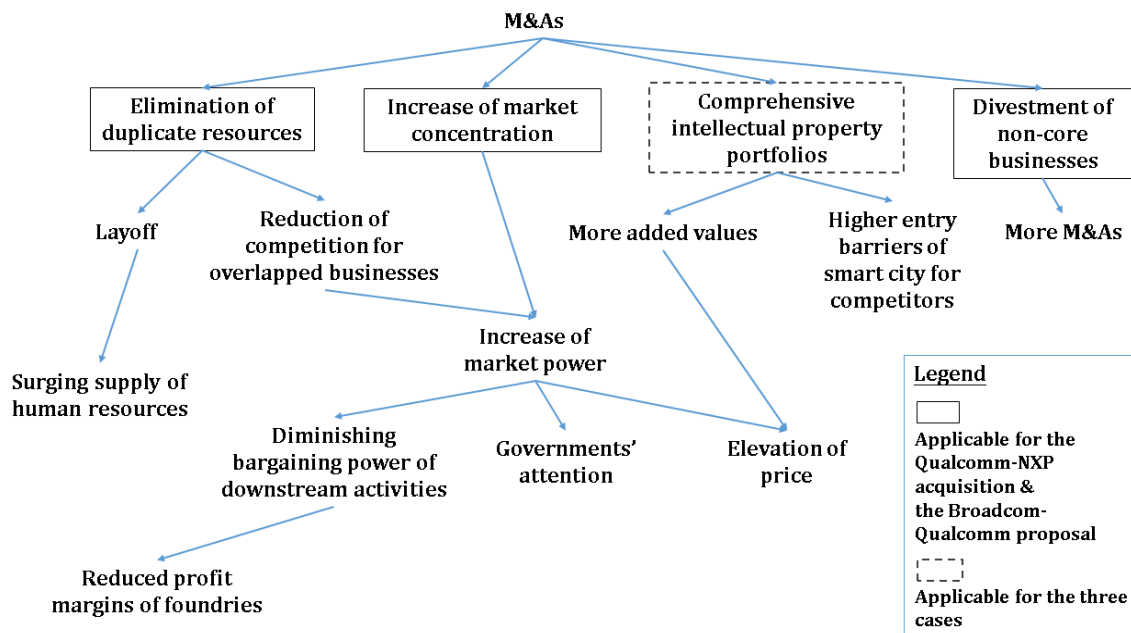 M&As
Elimination of
duplicate resources
Increase of market
concentration
Comprehensive
intellectual property
portfolios
Divestment of
non-core
businesses
Layoff
Reduction of
competition for
overlapped businesses
More added values
Higher entry
barriers of
smart city for
competitors
More M&As
Increase of
market power
Surging supply of
human resources
Diminishing
bargaining power of
downstream activities
Governments’
attention
Elevation of
price
Reduced profit
margins of foundries
Legend
Applicable for the
Qualcomm-NXP
acquisition &
the Broadcom-
Qualcomm proposal
Applicable for the three
cases